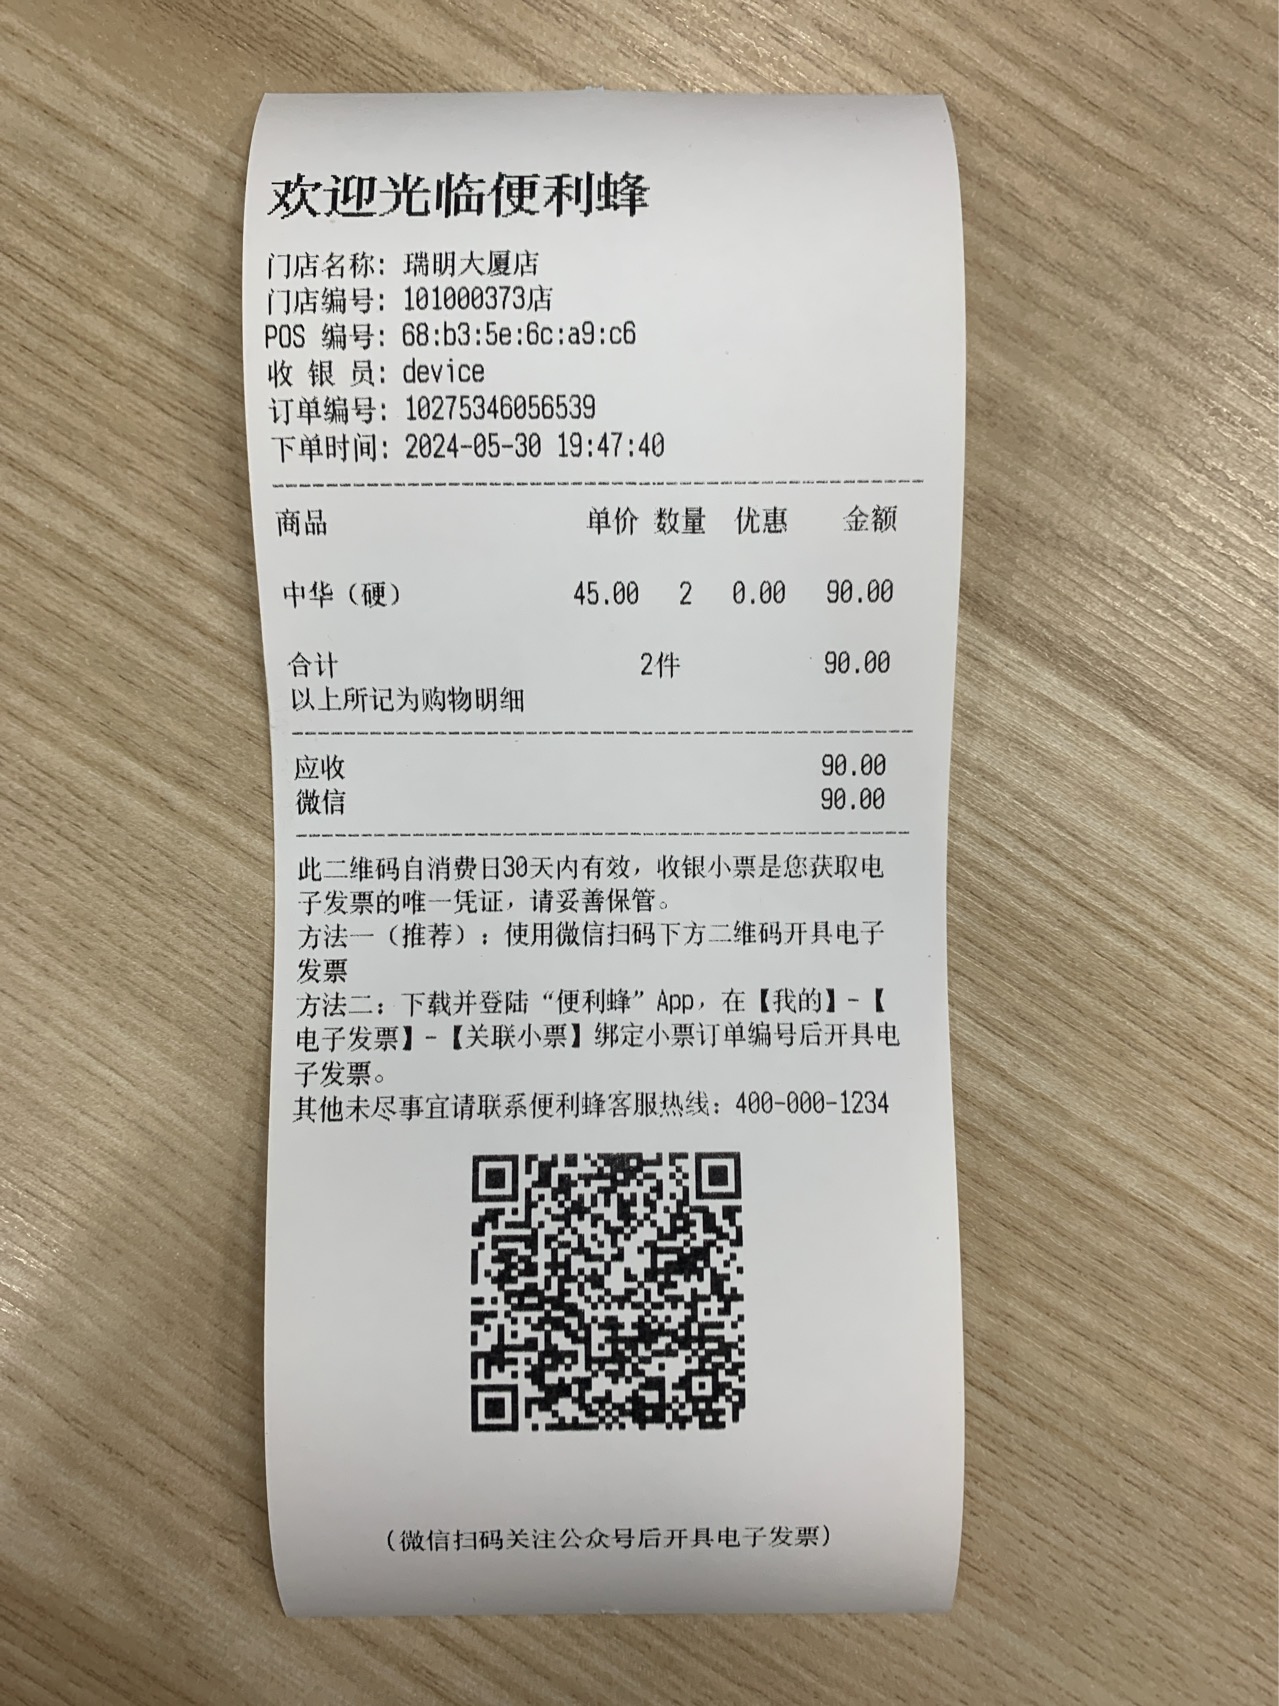 欢迎光临便利蜂
门店名称: 瑞明大厦店
门店编号: 101000373店
POS 编号: 68:b3:5e:6c:a9:c6
收 银 员: device
订单编号: 10275346056539
下单时间: 2024-05-30 19:47:40
商品 单价 数量 优惠 金额
中华（硬） 45.00 2 0.00 90.00
合计 2件 90.00
以上所记为购物明细
应收 90.00
微信 90.00
此二维码自消费日30天内有效，收银小票是您获取电
子发票的唯一凭证，请妥善保管。
方法一（推荐）：使用微信扫码下方二维码开具电子
发票
方法二：下载并登陆“便利蜂”App，在【我的】-【
电子发票】-【关联小票】绑定小票订单编号后开具电
子发票。
其他未尽事宜请联系便利蜂客服热线：400-000-1234
（微信扫码关注公众号后开具电子发票）